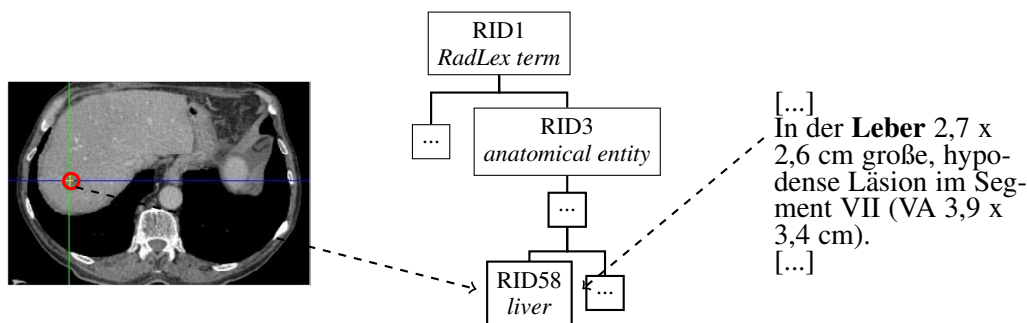 RID1
RadLex term
...
RID3
anatomical entity
...
RID58
liver
...
[...]
In der Leber 2,7 x
2,6 cm große, hypo-
dense Läsion im Seg-
ment VII (VA 3,9 x
3,4 cm).
[...]